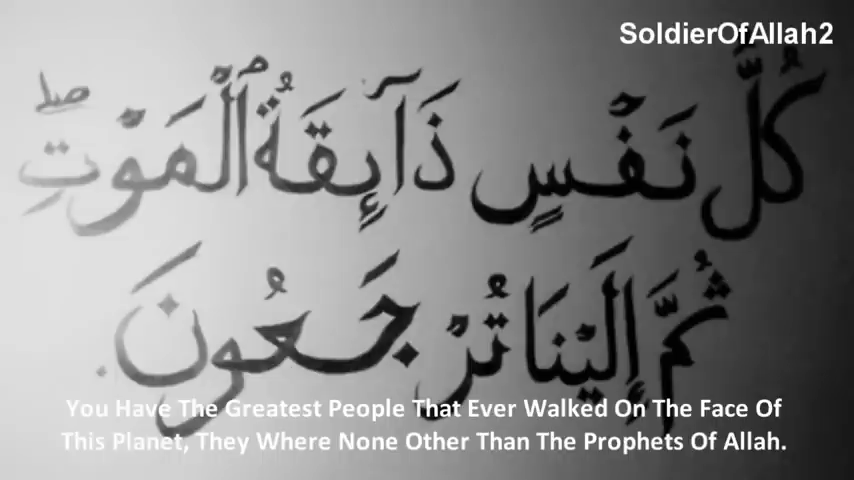 SoldierOfAllah2
كُلُّ نَفْسٍ ذَآئِقَةُ ٱلْمَوْتِ ۖ
ثُمَّ إِلَيْنَا تُرْجَعُونَ
You Have The Greatest People That Ever Walked On The Face Of
This Planet, They Where None Other Than The Prophets Of Allah.